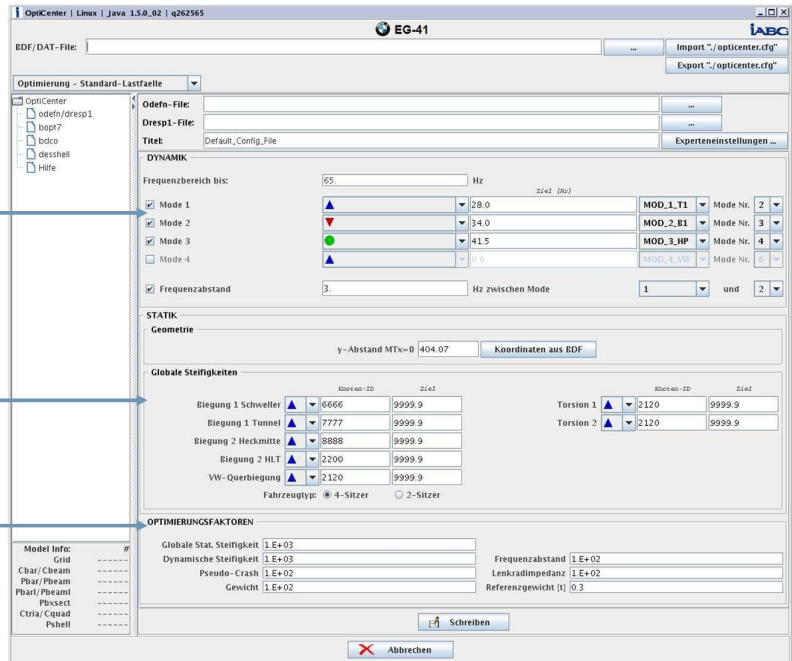 OptiCenter | Linux | Java 1.5.0_02 | q262565
EG-41
iABG
BDF/DAT-File:
...
Import "./opticenter.cfg"
Export "./opticenter.cfg"
Optimierung - Standard-Lastfaelle
OptiCenter
odefn/dresp1
bopt7
bdco
desshell
Hilfe
Odefn-File:
...
Dresp1-File:
...
Titel: Default_Config_File
Experteneinstellungen ...
DYNAMIK
Frequenzbereich bis: 65. Hz
Ziel [Hz]
Mode 1 28.0 MOD_1_T1 Mode Nr. 2
Mode 2 34.0 MOD_2_B1 Mode Nr. 3
Mode 3 41.5 MOD_3_HP Mode Nr. 4
Mode 4 0.0 MOD_4_VW Mode Nr. 6
Frequenzabstand 3. Hz zwischen Mode 1 und 2
STATIK
Geometrie
y-Abstand MTx=0 404.07 Koordinaten aus BDF
Globale Steifigkeiten
Knoten-ID Ziel Knoten-ID Ziel
Biegung 1 Schweller 6666 9999.9 Torsion 1 2120 9999.9
Biegung 1 Tunnel 7777 9999.9 Torsion 2 2120 9999.9
Biegung 2 Heckmitte 8888 9999.9
Biegung 2 HLT 2200 9999.9
VW-Querbiegung 2120 9999.9
Fahrzeugtyp: 4-Sitzer 2-Sitzer
OPTIMIERUNGSFAKTOREN
Globale Stat. Steifigkeit 1.E+03
Dynamische Steifigkeit 1.E+03 Frequenzabstand 1.E+02
Pseudo-Crash 1.E+02 Lenkradimpedanz 1.E+02
Gewicht 1.E+02 Referenzgewicht [t] 0.3
Model Info: #
Grid ------
Cbar/Cbeam ------
Pbar/Pbeam ------
Pbarl/Pbeaml ------
Pbxsect ------
Ctria/Cquad ------
Pshell ------
Schreiben
Abbrechen